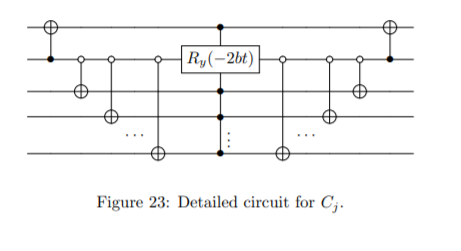 R_y(−2bt)
⋮
... ...
Figure 23: Detailed circuit for C_j.